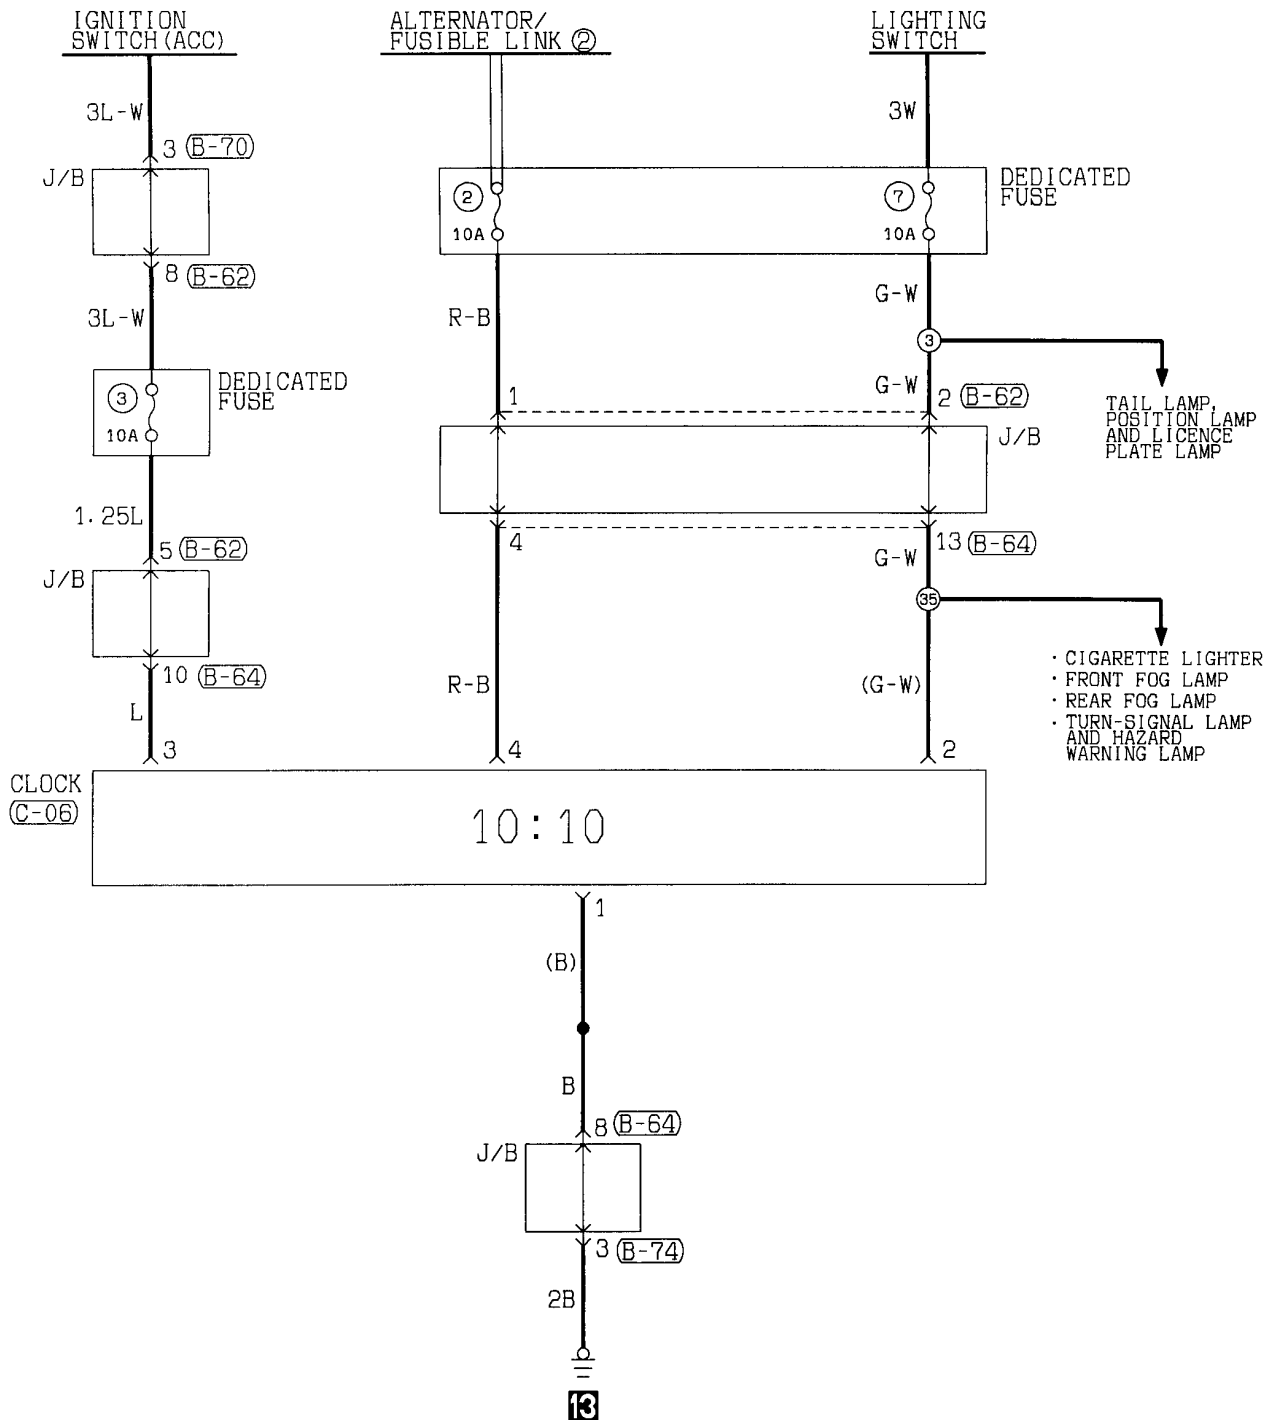 IGNITION
SWITCH(ACC)
ALTERNATOR/
FUSIBLE LINK ②
LIGHTING
SWITCH
3L-W
3W
3 (B-70)
J/B
DEDICATED
FUSE
②
10A
⑦
10A
8 (B-62)
3L-W
R-B
G-W
③
DEDICATED
FUSE
③
10A
G-W
1
2 (B-62)
TAIL LAMP,
POSITION LAMP
AND LICENCE
PLATE LAMP
J/B
1.25L
5 (B-62)
4
13 (B-64)
G-W
J/B
㉟
10 (B-64)
L
R-B
(G-W)
· CIGARETTE LIGHTER
· FRONT FOG LAMP
· REAR FOG LAMP
· TURN-SIGNAL LAMP
AND HAZARD
WARNING LAMP
3
4
2
CLOCK
(C-06)
10:10
1
(B)
B
8 (B-64)
J/B
3 (B-74)
2B
13